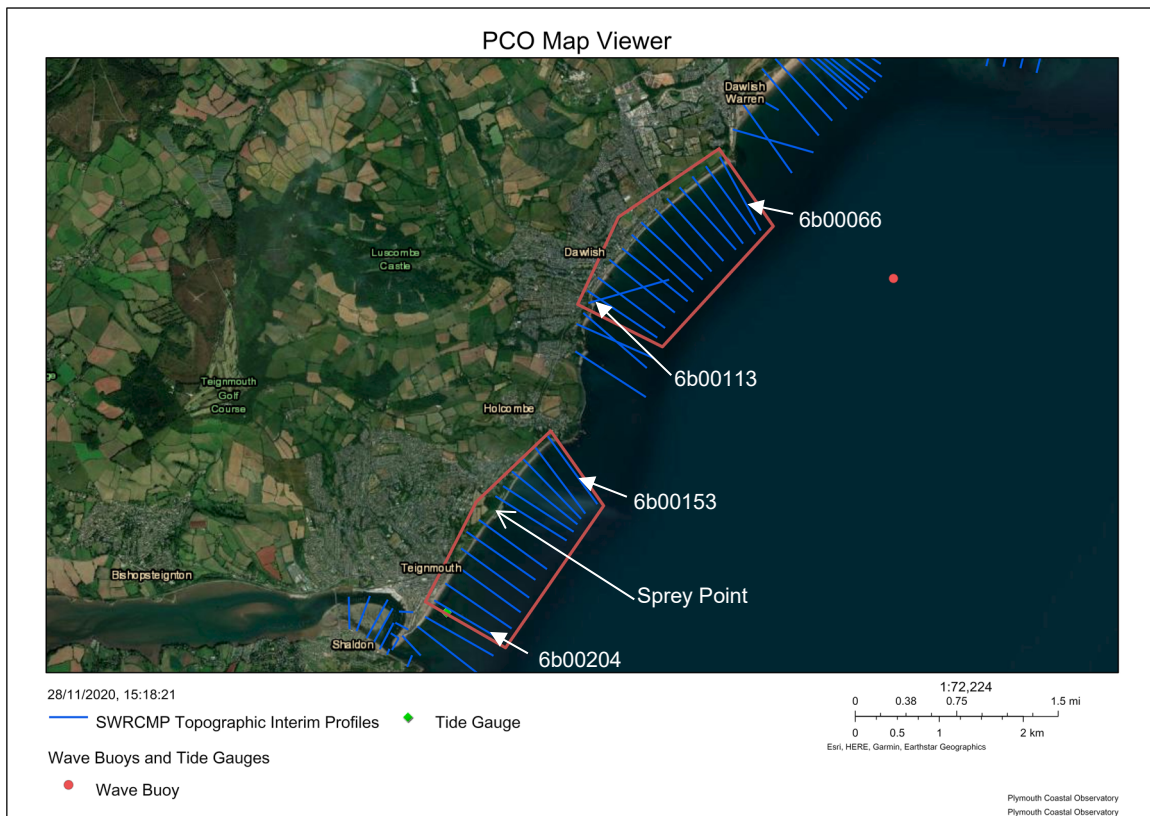 PCO Map Viewer
Dawlish
Warren
6b00066
Luscombe
Castle
Dawlish
6b00113
Teignmouth
Golf
Course
Holcombe
6b00153
Teignmouth
Sprey Point
Bishopsteignton
Shaldon
6b00204
28/11/2020, 15:18:21
SWRCMP Topographic Interim Profiles
Tide Gauge
Wave Buoys and Tide Gauges
Wave Buoy
1:72,224
0 0.38 0.75 1.5 mi
0 0.5 1 2 km
Esri, HERE, Garmin, Earthstar Geographics
Plymouth Coastal Observatory
Plymouth Coastal Observatory